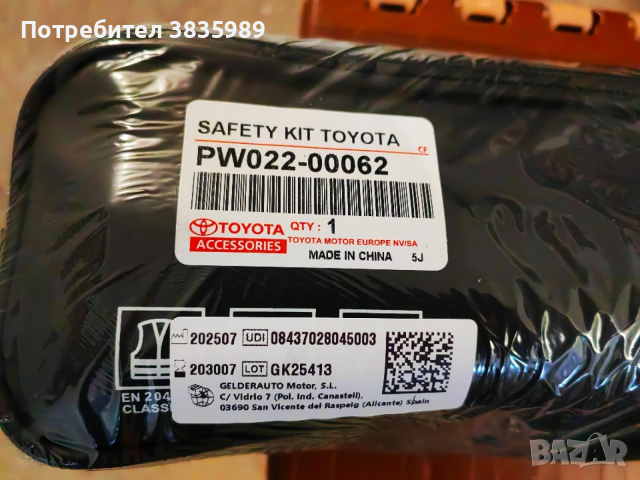 Потребител 3835989
SAFETY KIT TOYOTA
CF
PW022-00062
TOYOTA QTY : 1
ACCESSORIES TOYOTA MOTOR EUROPE NV/SA
MADE IN CHINA 5J
202507 UDI 08437028045003
203007 LOT GK25413
GELDERAUTO Motor, S.L.
C/ Vidrio 7 (Pol. Ind. Canastell),
03690 San Vicente del Raspeig (Alicante) Spain
EN 204
CLASS
BAZAR